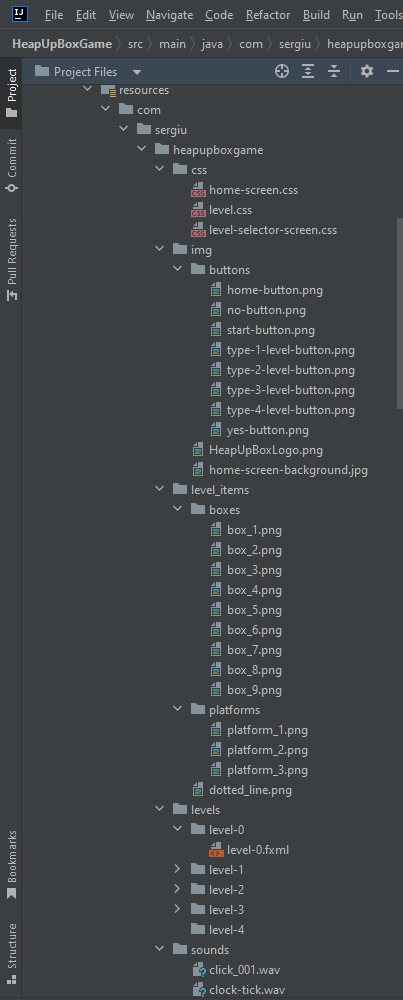 IJ File Edit View Navigate Code Refactor Build Run Tools
HeapUpBoxGame src main java com sergiu heapupboxgam
Project Files
Project
Commit
Pull Requests
Bookmarks
Structure
resources
com
sergiu
heapupboxgame
css
home-screen.css
level.css
level-selector-screen.css
img
buttons
home-button.png
no-button.png
start-button.png
type-1-level-button.png
type-2-level-button.png
type-3-level-button.png
type-4-level-button.png
yes-button.png
HeapUpBoxLogo.png
home-screen-background.jpg
level_items
boxes
box_1.png
box_2.png
box_3.png
box_4.png
box_5.png
box_6.png
box_7.png
box_8.png
box_9.png
platforms
platform_1.png
platform_2.png
platform_3.png
dotted_line.png
levels
level-0
level-0.fxml
level-1
level-2
level-3
level-4
sounds
click_001.wav
clock-tick.wav